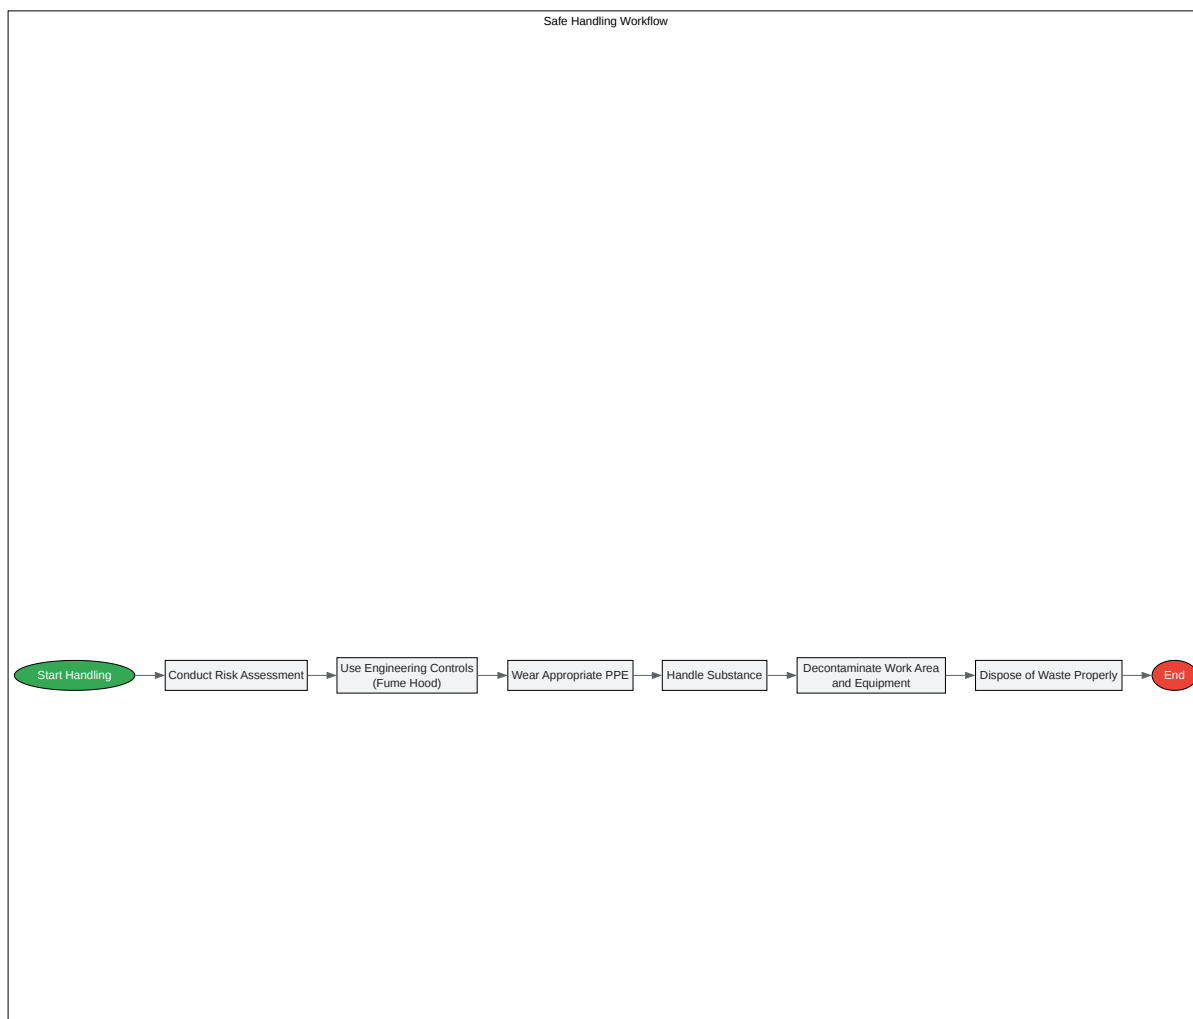 Safe Handling Workflow
Start Handling
Conduct Risk Assessment
Use Engineering Controls
(Fume Hood)
Wear Appropriate PPE
Handle Substance
Decontaminate Work Area
and Equipment
Dispose of Waste Properly
End